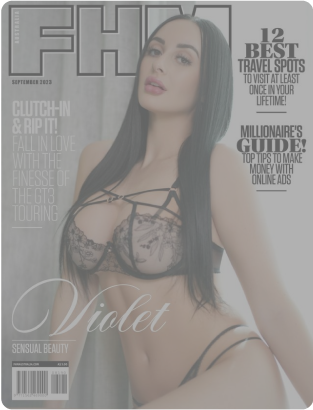 FHM
AUSTRALIA
SEPTEMBER 2023
12
BEST
TRAVEL SPOTS
TO VISIT AT LEAST
ONCE IN YOUR
LIFETIME!
CLUTCH-IN
& RIP IT!
FALL IN LOVE
WITH THE
FINESSE OF
THE GT3
TOURING
MILLIONAIRE'S
GUIDE!
TOP TIPS TO MAKE
MONEY WITH
ONLINE ADS
Violet
SENSUAL BEAUTY